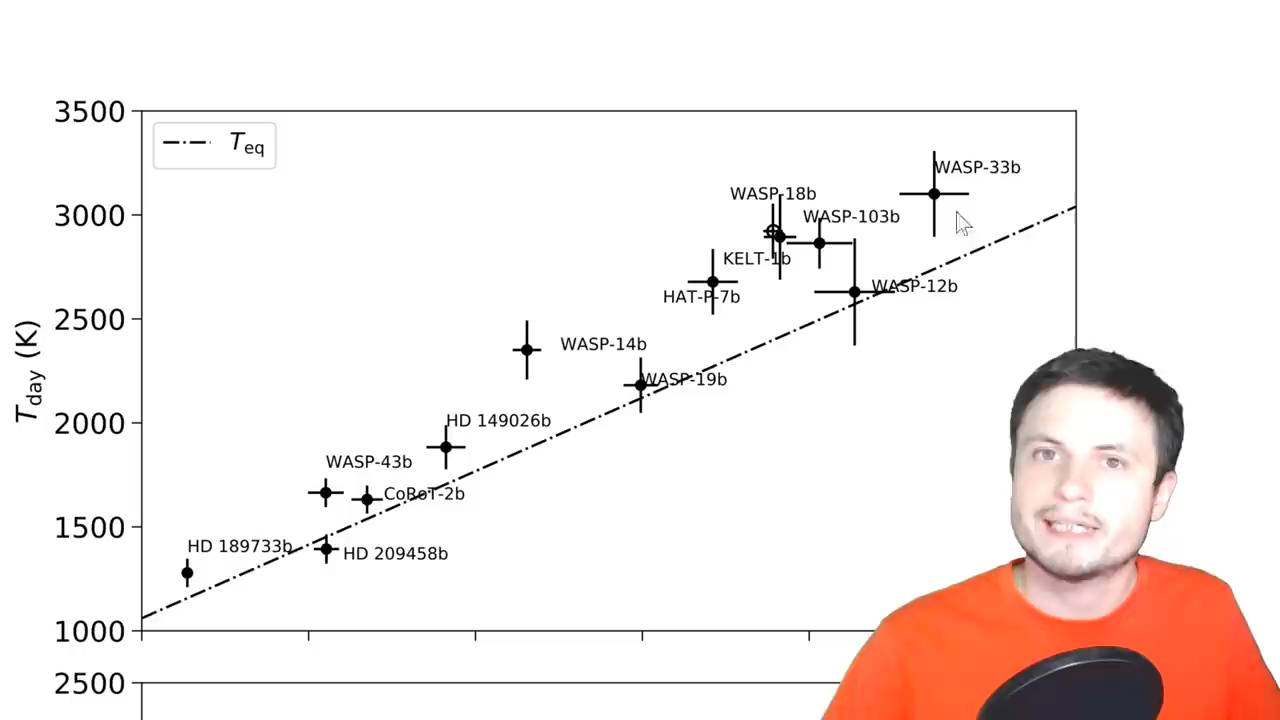 3500
T_eq
WASP-33b
WASP-18b
3000
WASP-103b
KELT-1b
WASP-12b
HAT-P-7b
2500
WASP-14b
T_day (K)
WASP-19b
2000
HD 149026b
WASP-43b
CoRoT-2b
1500
HD 189733b
HD 209458b
1000
2500